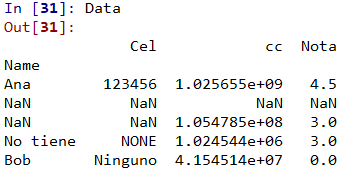 In [31]: Data
Out[31]:
Cel cc Nota
Name
Ana 123456 1.025655e+09 4.5
NaN NaN NaN NaN
NaN NaN 1.054785e+08 3.0
No tiene NONE 1.024544e+06 3.0
Bob Ninguno 4.154514e+07 0.0